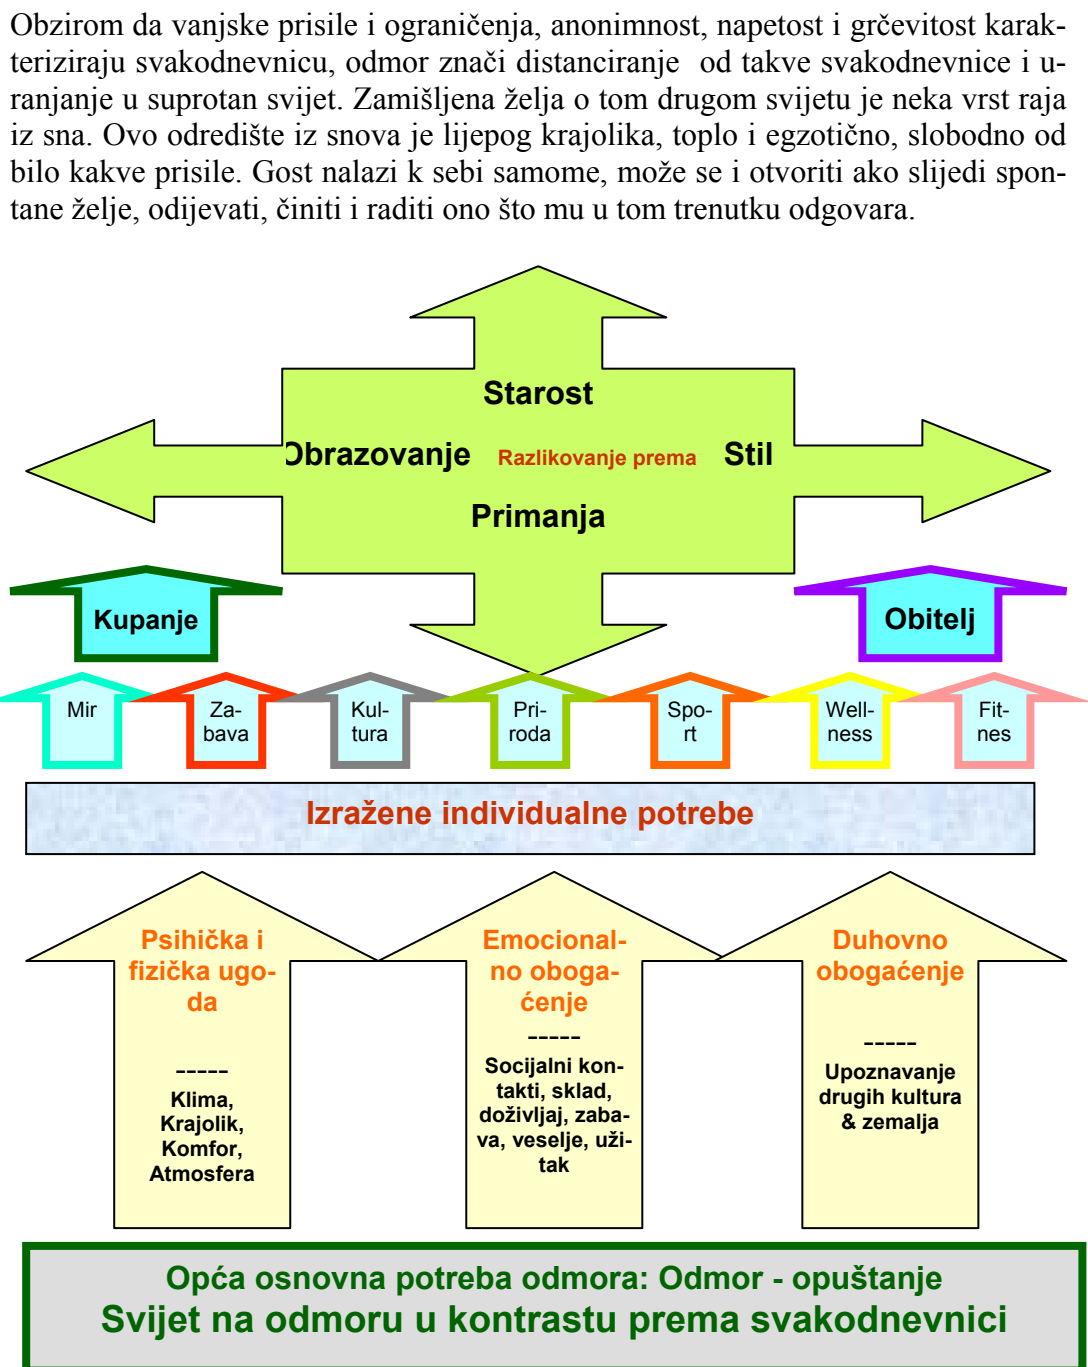 Obzirom da vanjske prisile i ograničenja, anonimnost, napetost i grčevitost karak-
teriziraju svakodnevnicu, odmor znači distanciranje od takve svakodnevnice i u-
ranjanje u suprotan svijet. Zamišljena želja o tom drugom svijetu je neka vrst raja
iz sna. Ovo odredište iz snova je lijepog krajolika, toplo i egzotično, slobodno od
bilo kakve prisile. Gost nalazi k sebi samome, može se i otvoriti ako slijedi spon-
tane želje, odijevati, činiti i raditi ono što mu u tom trenutku odgovara.
Starost
Obrazovanje Razlikovanje prema Stil
Primanja
Kupanje
Obitelj
Mir
Za-
bava
Kul-
tura
Pri-
roda
Spo-
rt
Well-
ness
Fit-
nes
Izražene individualne potrebe
Psihička i
fizička ugo-
da
-----
Klima,
Krajolik,
Komfor,
Atmosfera
Emocional-
no oboga-
ćenje
-----
Socijalni kon-
takti, sklad,
doživljaj, zaba-
va, veselje, uži-
tak
Duhovno
obogaćenje
-----
Upoznavanje
drugih kultura
& zemalja
Opća osnovna potreba odmora: Odmor - opuštanje
Svijet na odmoru u kontrastu prema svakodnevnici